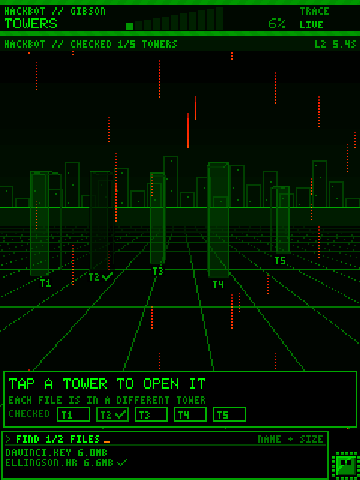 HACKBOT // GIBSON
TOWERS
6%
TRACE
LIVE
HACKBOT // CHECKED 1/5 TOWERS
L2 5.4S
T1
T2
T3
T4
T5
TAP A TOWER TO OPEN IT
EACH FILE IS IN A DIFFERENT TOWER
CHECKED T1 T2 ✓ T3 T4 T5
> FIND 1/2 FILES _
NAME + SIZE
DAVINCI.KEY 6.0MB
ELLINGSON.HR 6.6MB ✓